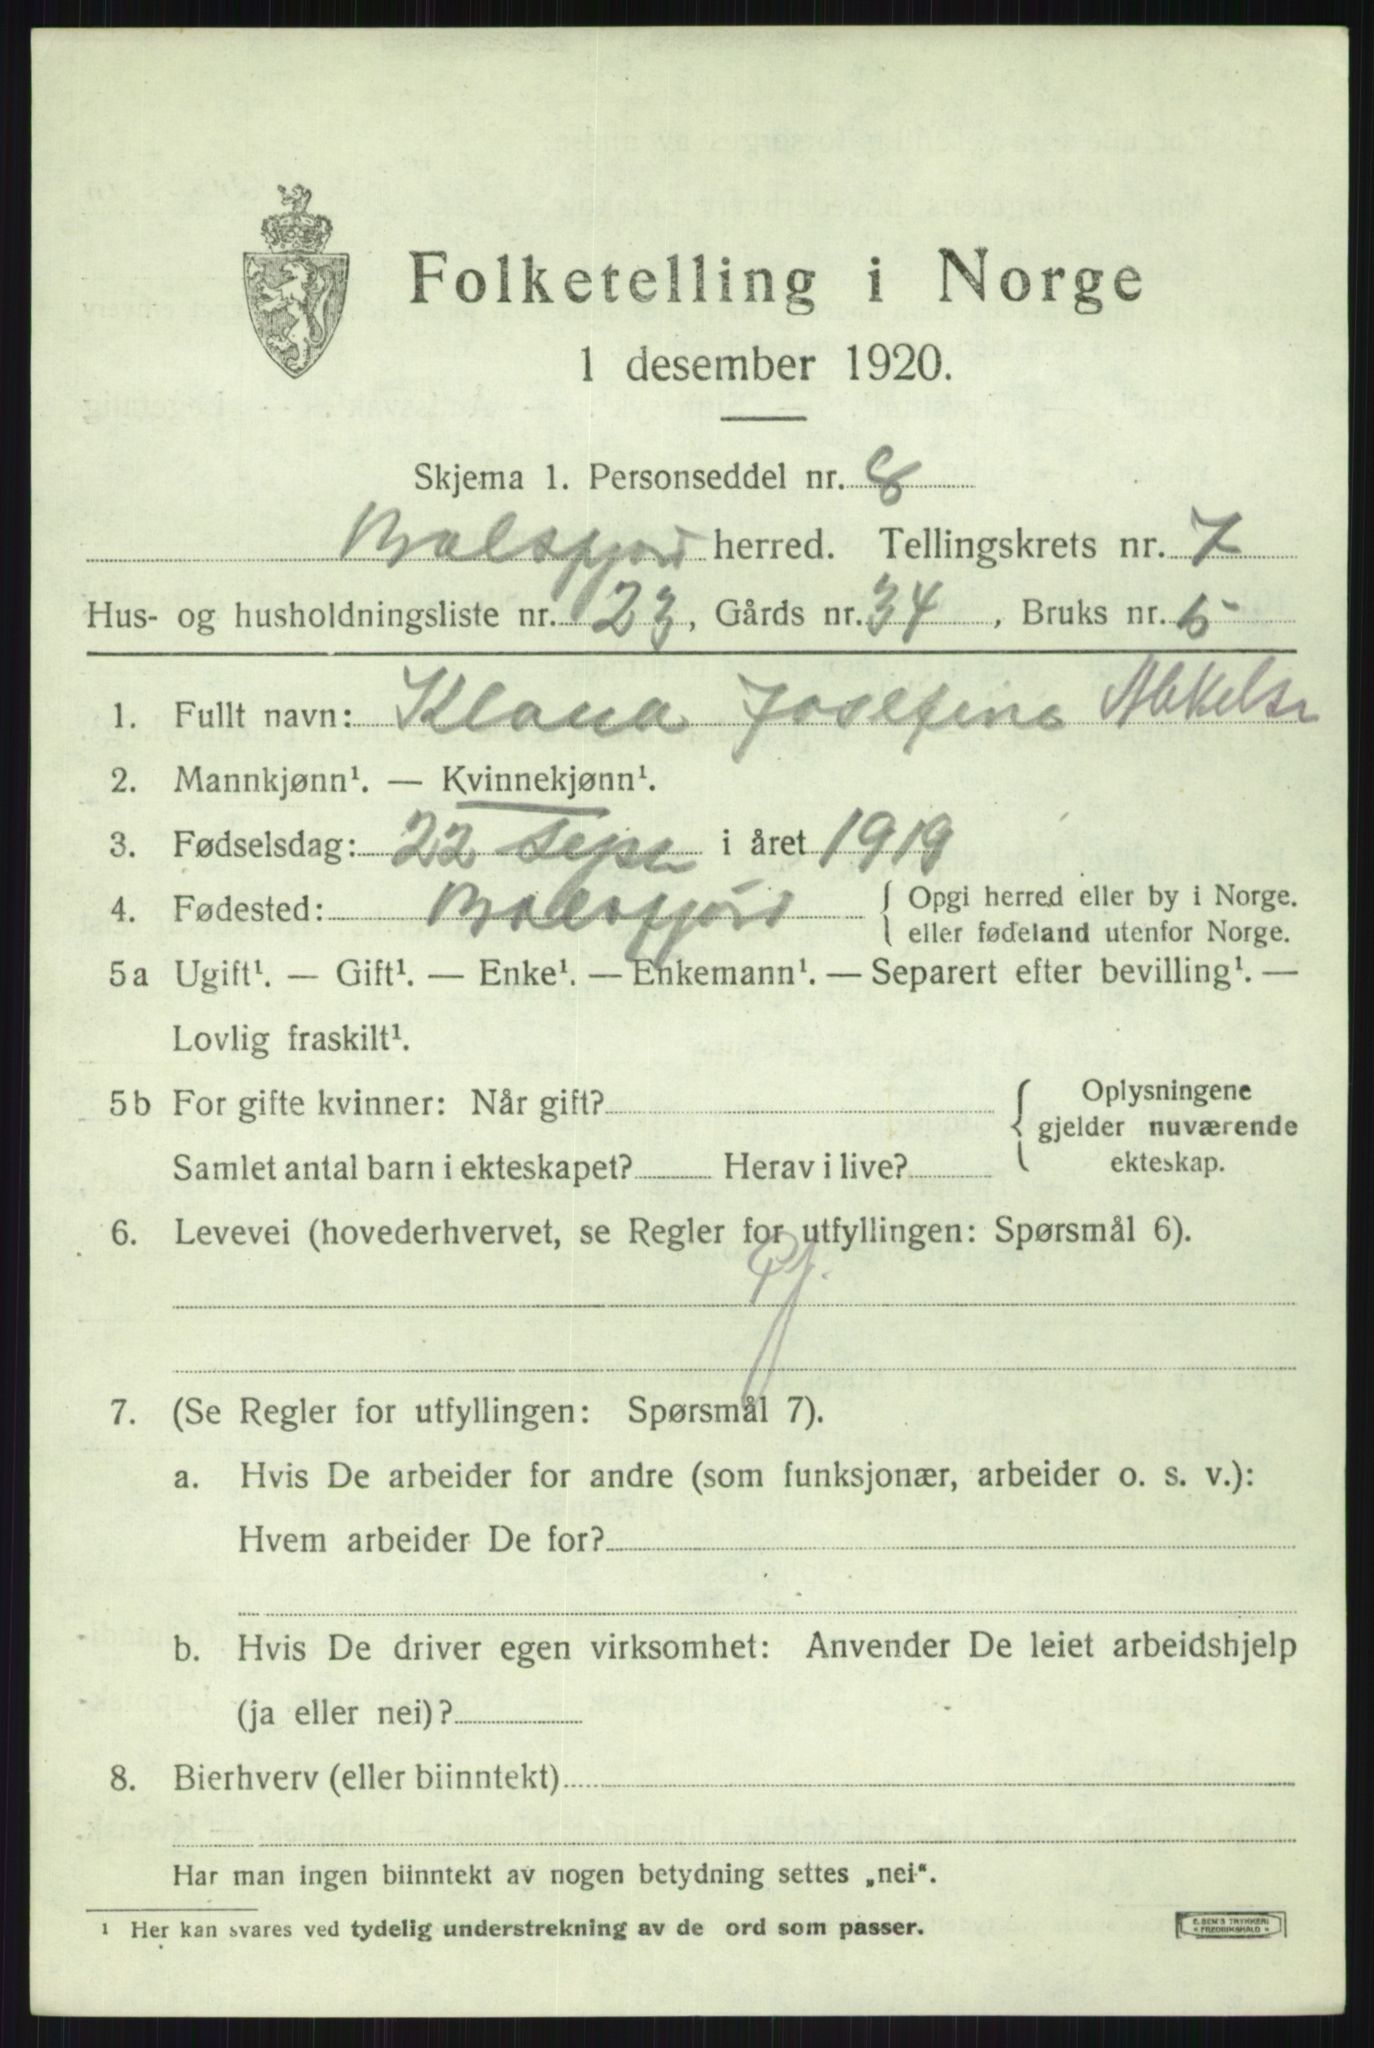 Folketelling i Norge
1 desember 1920.
Skjema 1. Personseddel nr. 8
Balsfjord herred. Tellingskrets nr. 7
Hus- og husholdningsliste nr. 123, Gårds nr. 34, Bruks nr. 6
1. Fullt navn: Klara Josefine
2. Mannkjønn¹. — Kvinnekjønn¹.
3. Fødselsdag: 22 Sept i året 1919
4. Fødested: Balsfjord { Opgi herred eller by i Norge.
eller fødeland utenfor Norge.
5a Ugift¹. — Gift¹. — Enke¹. — Enkemann¹. — Separert efter bevilling¹. —
Lovlig fraskilt¹.
5b For gifte kvinner: Når gift? { Oplysningene
gjelder nuværende
Samlet antal barn i ekteskapet? Herav i live? ekteskap.
6. Levevei (hovederhvervet, se Regler for utfyllingen: Spørsmål 6).
7. (Se Regler for utfyllingen: Spørsmål 7).
a. Hvis De arbeider for andre (som funksjonær, arbeider o. s. v.):
Hvem arbeider De for?
b. Hvis De driver egen virksomhet: Anvender De leiet arbeidshjelp
(ja eller nei)?
8. Bierhverv (eller biinntekt)
Har man ingen biinntekt av nogen betydning settes „nei“.
¹ Her kan svares ved tydelig understrekning av de ord som passer.